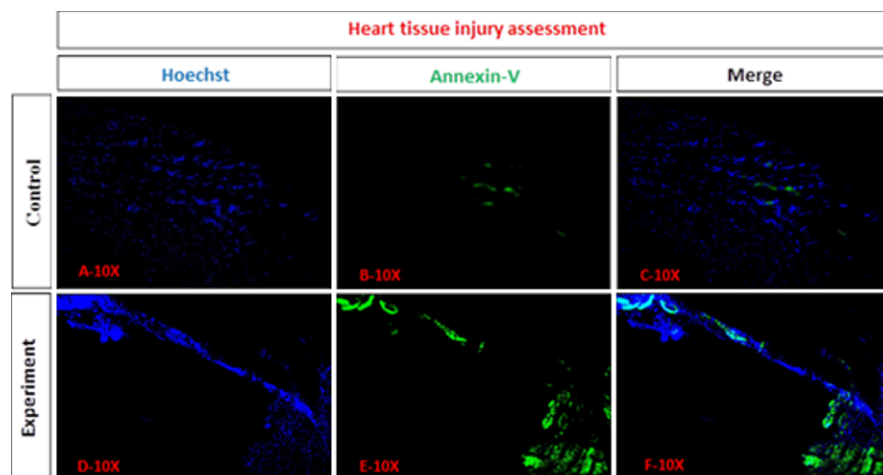 Heart tissue injury assessment
Hoechst
Annexin-V
Merge
Control
A-10X
B-10X
C-10X
Experiment
D-10X
E-10X
F-10X